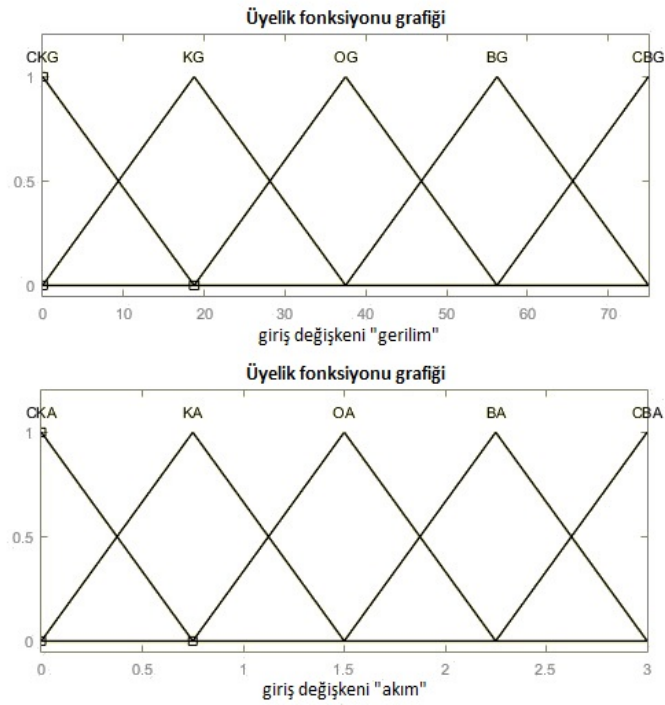 Üyelik fonksiyonu grafiği
CKG KG OG BG CBG
1
0.5
0
0 10 20 30 40 50 60 70
giriş değişkeni "gerilim"
Üyelik fonksiyonu grafiği
CKA KA OA BA CBA
1
0.5
0
0 0.5 1 1.5 2 2.5 3
giriş değişkeni "akım"